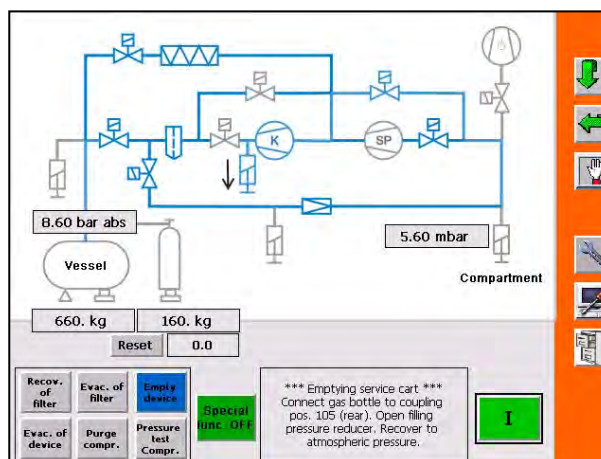 K
SP
8.60 bar abs
5.60 mbar
Vessel
Compartment
660. kg
160. kg
Reset
0.0
Recov.
of
filter
Evac. of
filter
Empty
device
Evac. of
device
Purge
compr.
Pressure
test
Compr.
Special
func. OFF
*** Emptying service cart ***
Connect gas bottle to coupling
pos. 105 (rear). Open filling
pressure reducer. Recover to
atmospheric pressure.
I